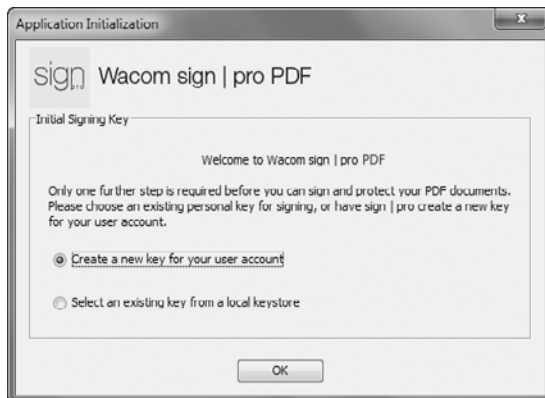 Application Initialization
x
sign
pro
Wacom sign | pro PDF
Initial Signing Key
Welcome to Wacom sign | pro PDF
Only one further step is required before you can sign and protect your PDF documents.
Please choose an existing personal key for signing, or have sign | pro create a new key
for your user account.
Create a new key for your user account
Select an existing key from a local keystore
OK